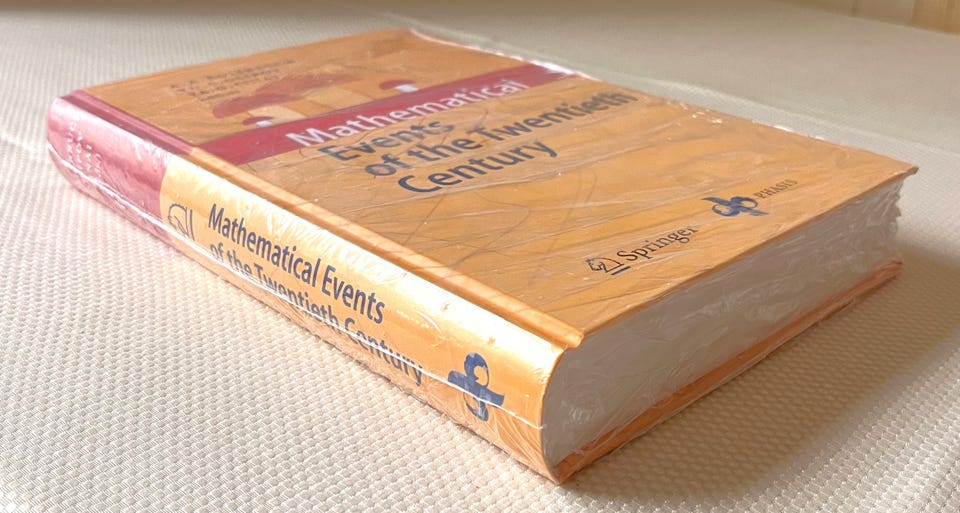 Mathematical
Events
of the Twentieth
Century
Springer
PHASIS
Mathematical Events
of the Twentieth Century